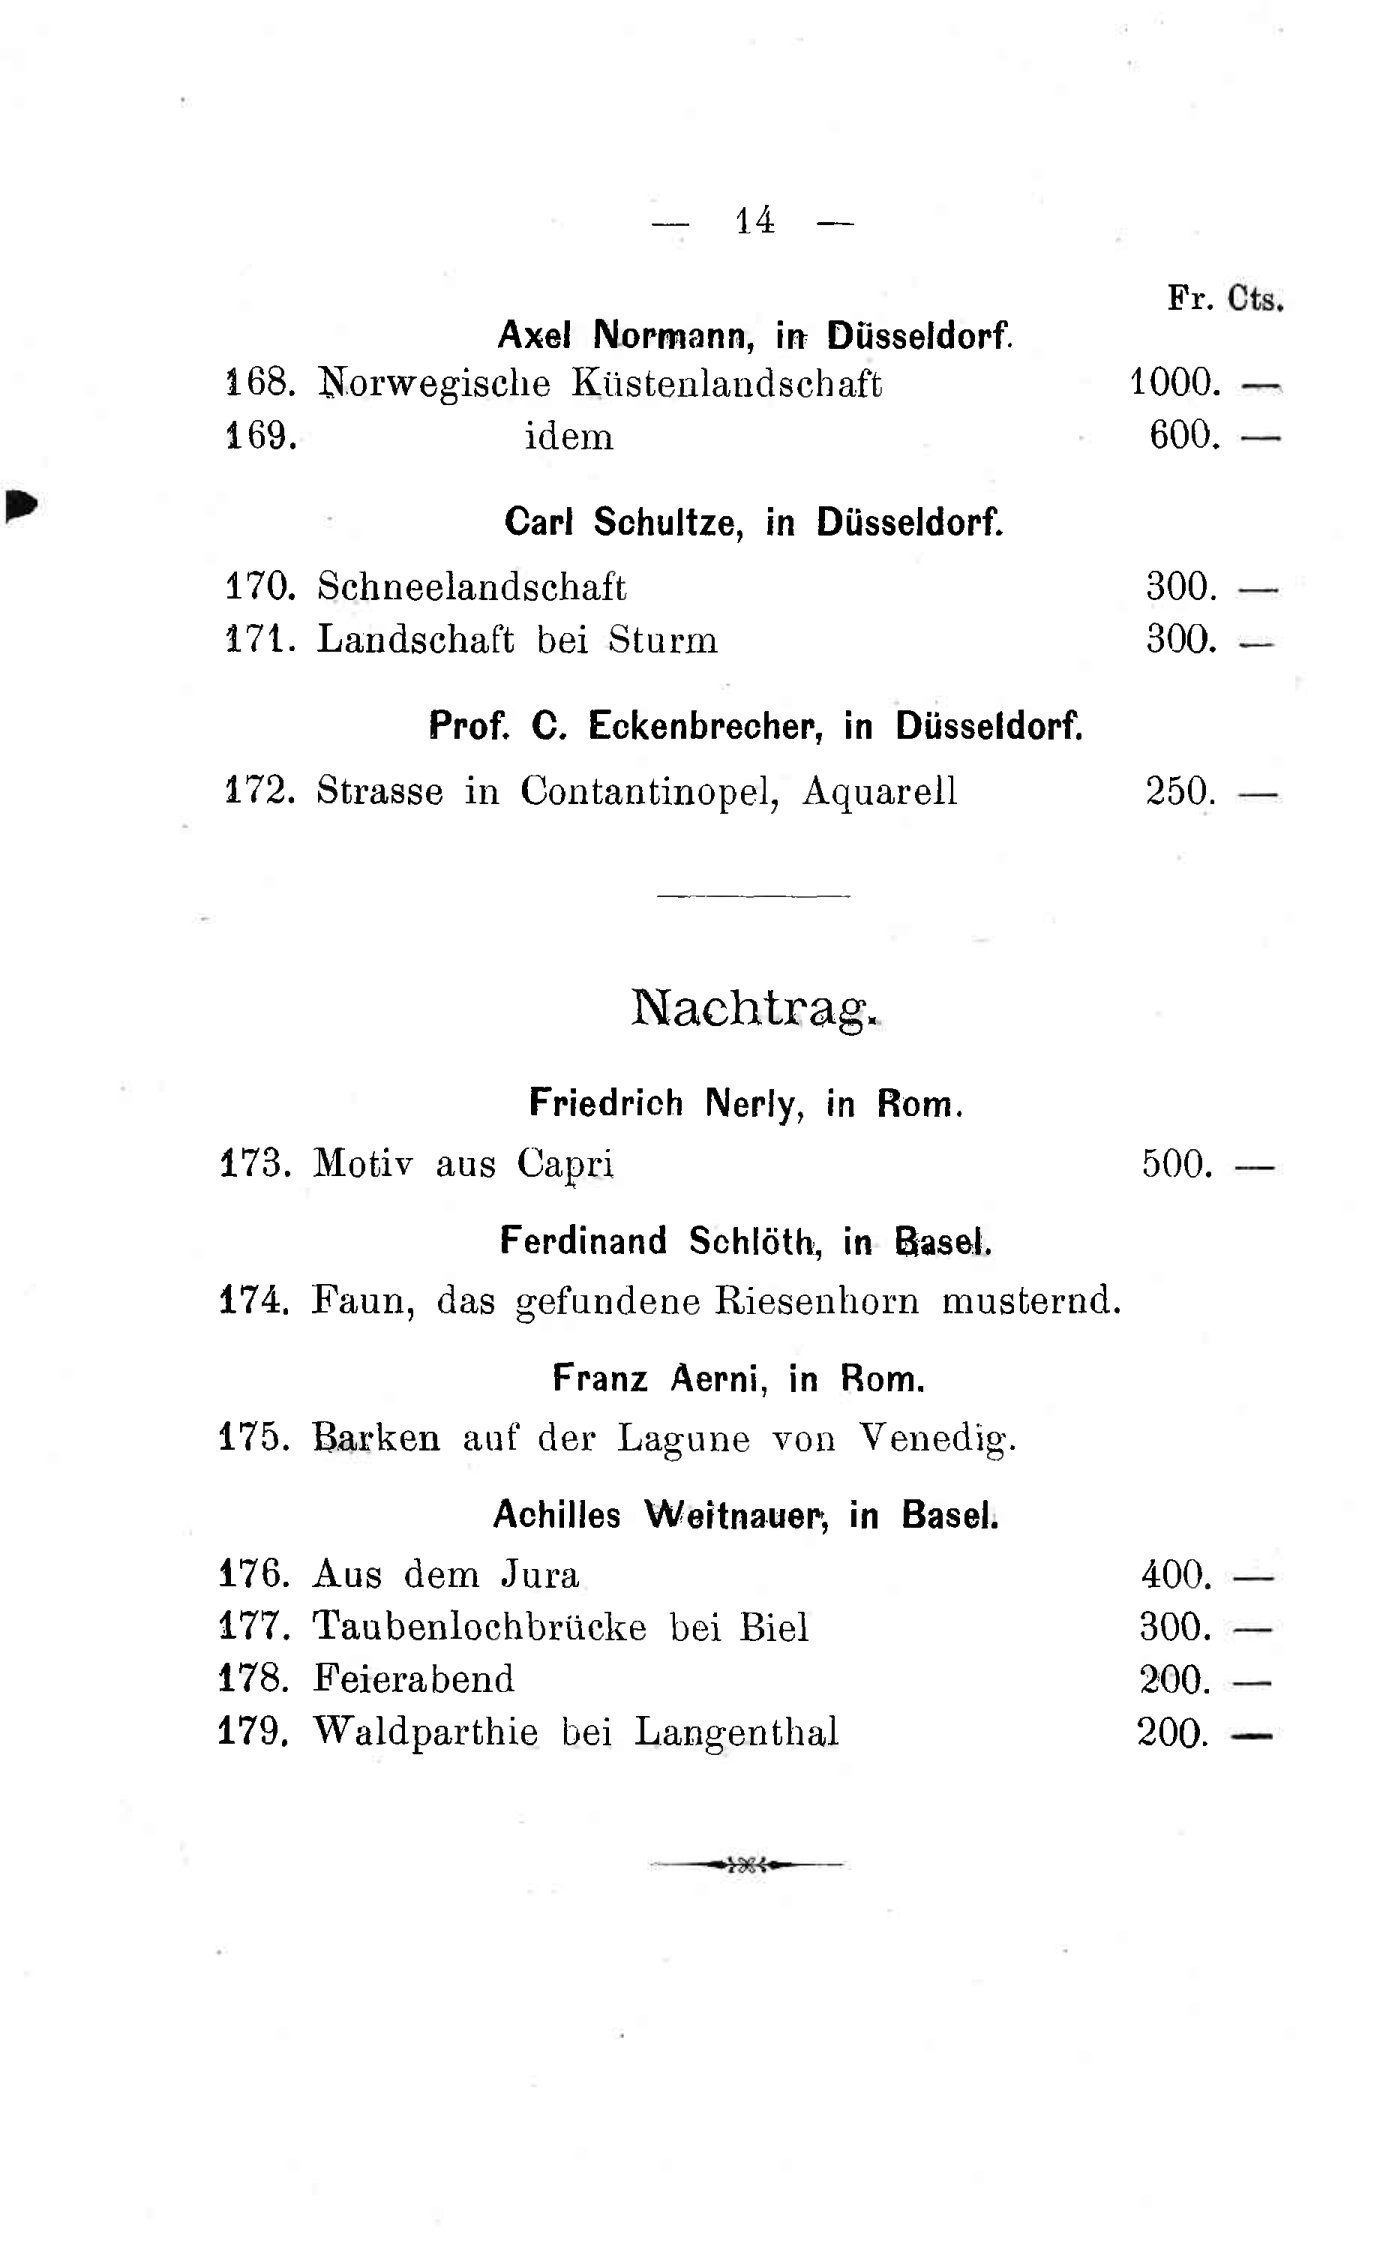 — 14 —
Fr. Cts.
Axel Normann, in Düsseldorf.
168. Norwegische Küstenlandschaft 1000. —
169. idem 600. —
Carl Schultze, in Düsseldorf.
170. Schneelandschaft 300. —
171. Landschaft bei Sturm 300. —
Prof. C. Eckenbrecher, in Düsseldorf.
172. Strasse in Contantinopel, Aquarell 250. —
Nachtrag.
Friedrich Nerly, in Rom.
173. Motiv aus Capri 500. —
Ferdinand Schlöth, in Basel.
174. Faun, das gefundene Riesenhorn musternd.
Franz Aerni, in Rom.
175. Barken auf der Lagune von Venedig.
Achilles Weitnauer, in Basel.
176. Aus dem Jura 400. —
177. Taubenlochbrücke bei Biel 300. —
178. Feierabend 200. —
179. Waldparthie bei Langenthal 200. —